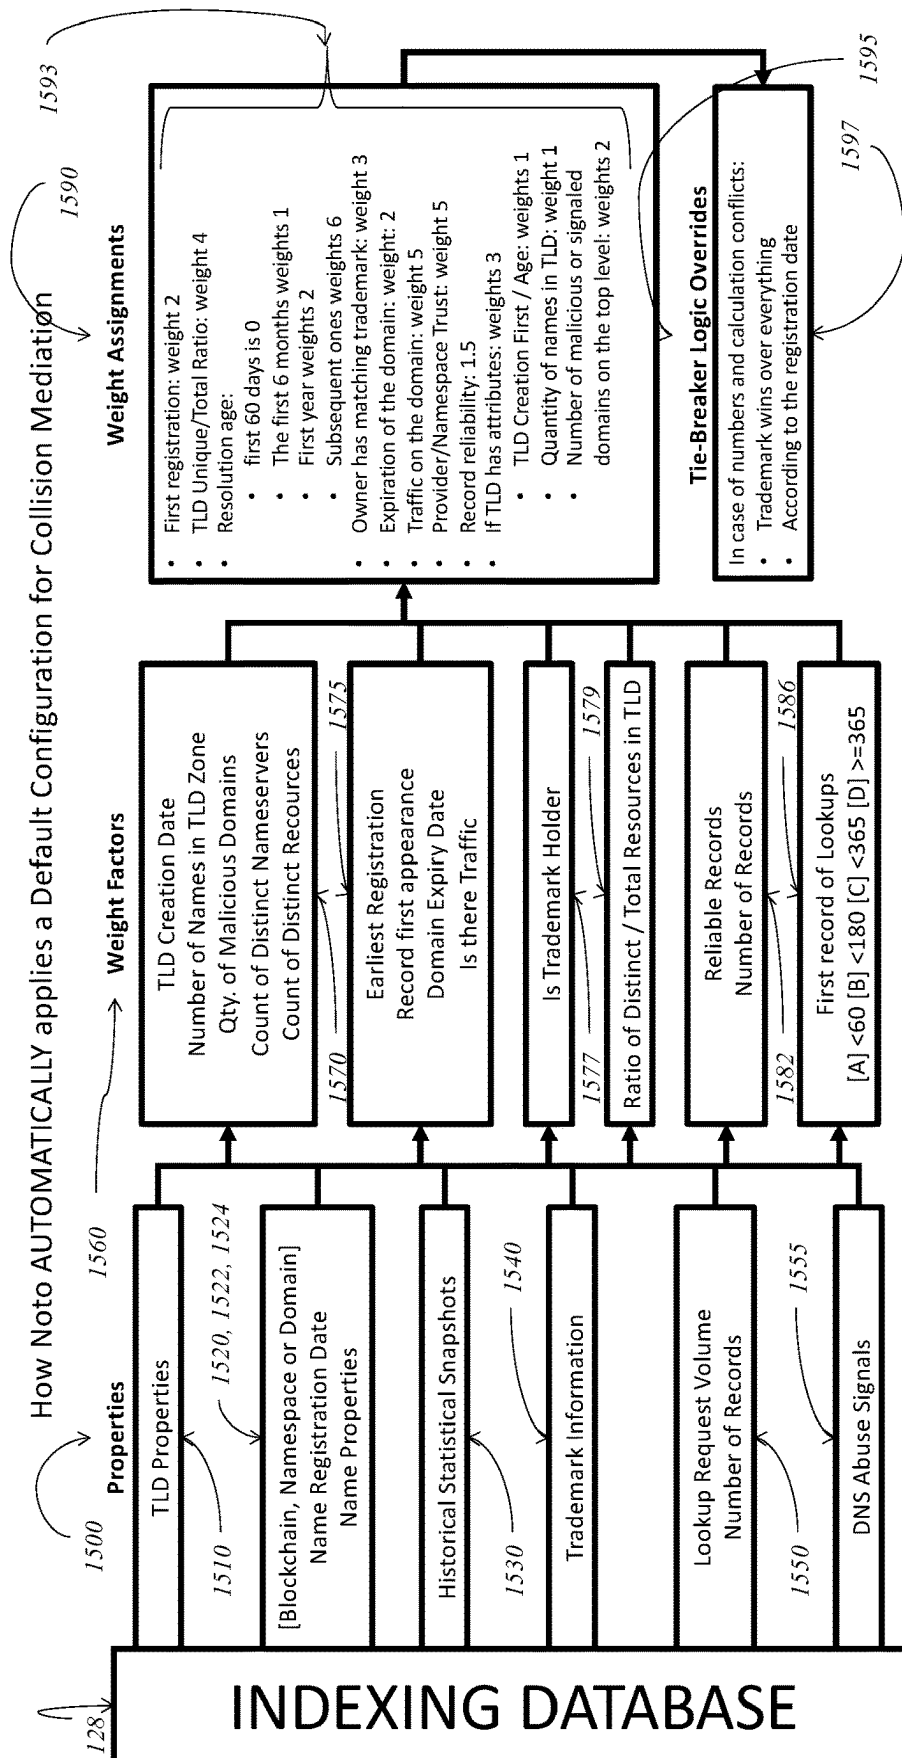 How Noto AUTOMATICALLY applies a Default Configuration for Collision Mediation
128
INDEXING DATABASE
1500
Properties
TLD Properties
1510
[Blockchain, Namespace or Domain]
Name Registration Date
Name Properties
1520, 1522, 1524
Historical Statistical Snapshots
1530
Trademark Information
1540
Lookup Request Volume
Number of Records
1550
DNS Abuse Signals
1555
1560
Weight Factors
TLD Creation Date
Number of Names in TLD Zone
Qty. of Malicious Domains
Count of Distinct Nameservers
Count of Distinct Recources
1570
Earliest Registration
Record first appearance
Domain Expiry Date
Is there Traffic
1575
Is Trademark Holder
1577
Ratio of Distinct / Total Resources in TLD
1579
Reliable Records
Number of Records
1582
First record of Lookups
[A] <60 [B] <180 [C] <365 [D] >=365
1586
1590
Weight Assignments
1593
• First registration: weight 2
• TLD Unique/Total Ratio: weight 4
• Resolution age:
• first 60 days is 0
• The first 6 months weights 1
• First year weights 2
• Subsequent ones weights 6
• Owner has matching trademark: weight 3
• Expiration of the domain: weight: 2
• Traffic on the domain: weight 5
• Provider/Namespace Trust: weight 5
• Record reliability: 1.5
• If TLD has attributes: weights 3
• TLD Creation First / Age: weights 1
• Quantity of names in TLD: weight 1
• Number of malicious or signaled
domains on the top level: weights 2
1595
Tie-Breaker Logic Overrides
In case of numbers and calculation conflicts:
• Trademark wins over everything
• According to the registration date
1597